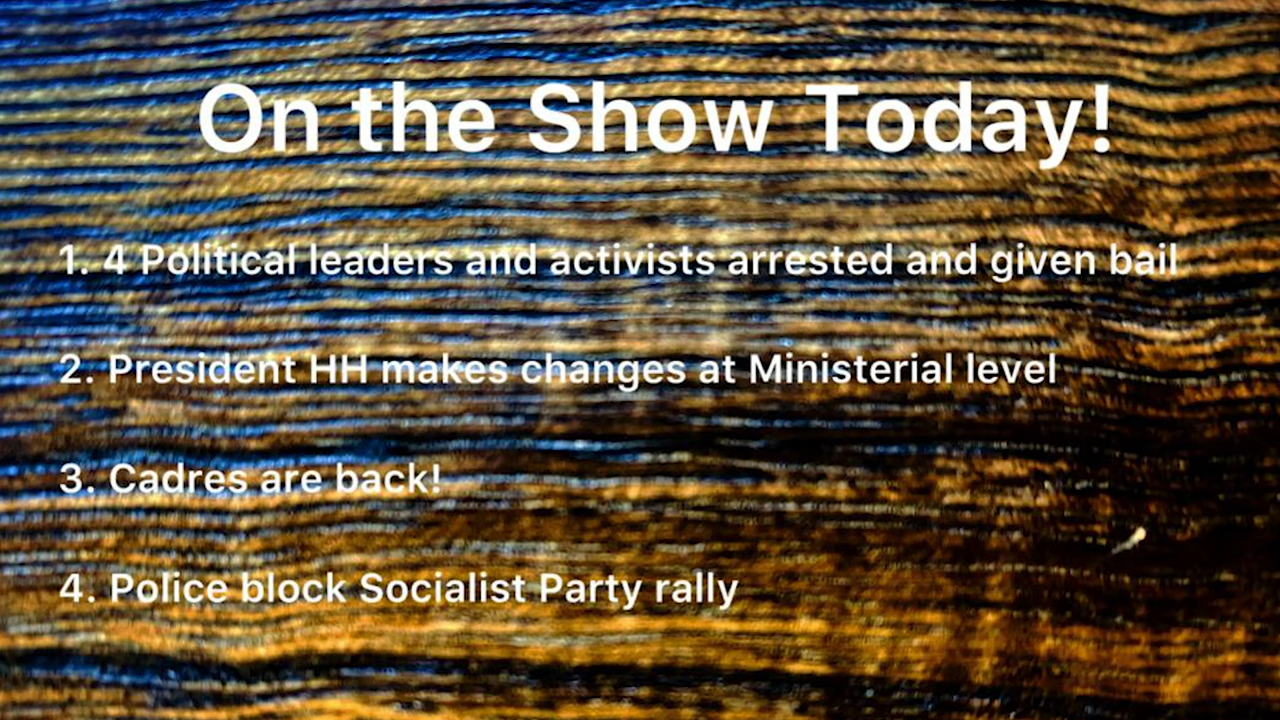 On the Show Today!
1. 4 Political leaders and activists arrested and given bail
2. President HH makes changes at Ministerial level
3. Cadres are back!
4. Police block Socialist Party rally